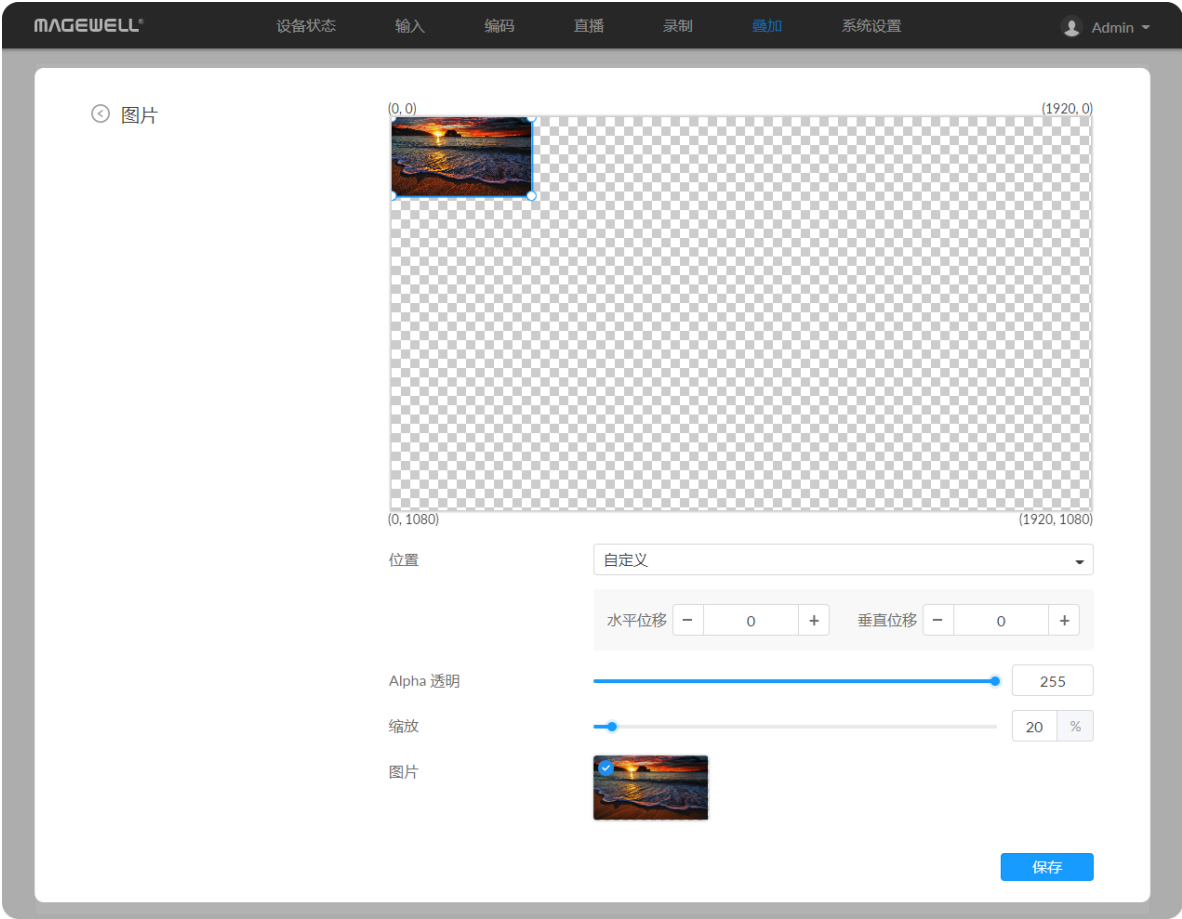 MAGEWELL®
设备状态 输入 编码 直播 录制 叠加 系统设置 Admin
图片
(0, 0) (1920, 0)
(0, 1080) (1920, 1080)
位置 自定义
水平位移 − 0 + 垂直位移 − 0 +
Alpha 透明 255
缩放 20 %
图片
保存